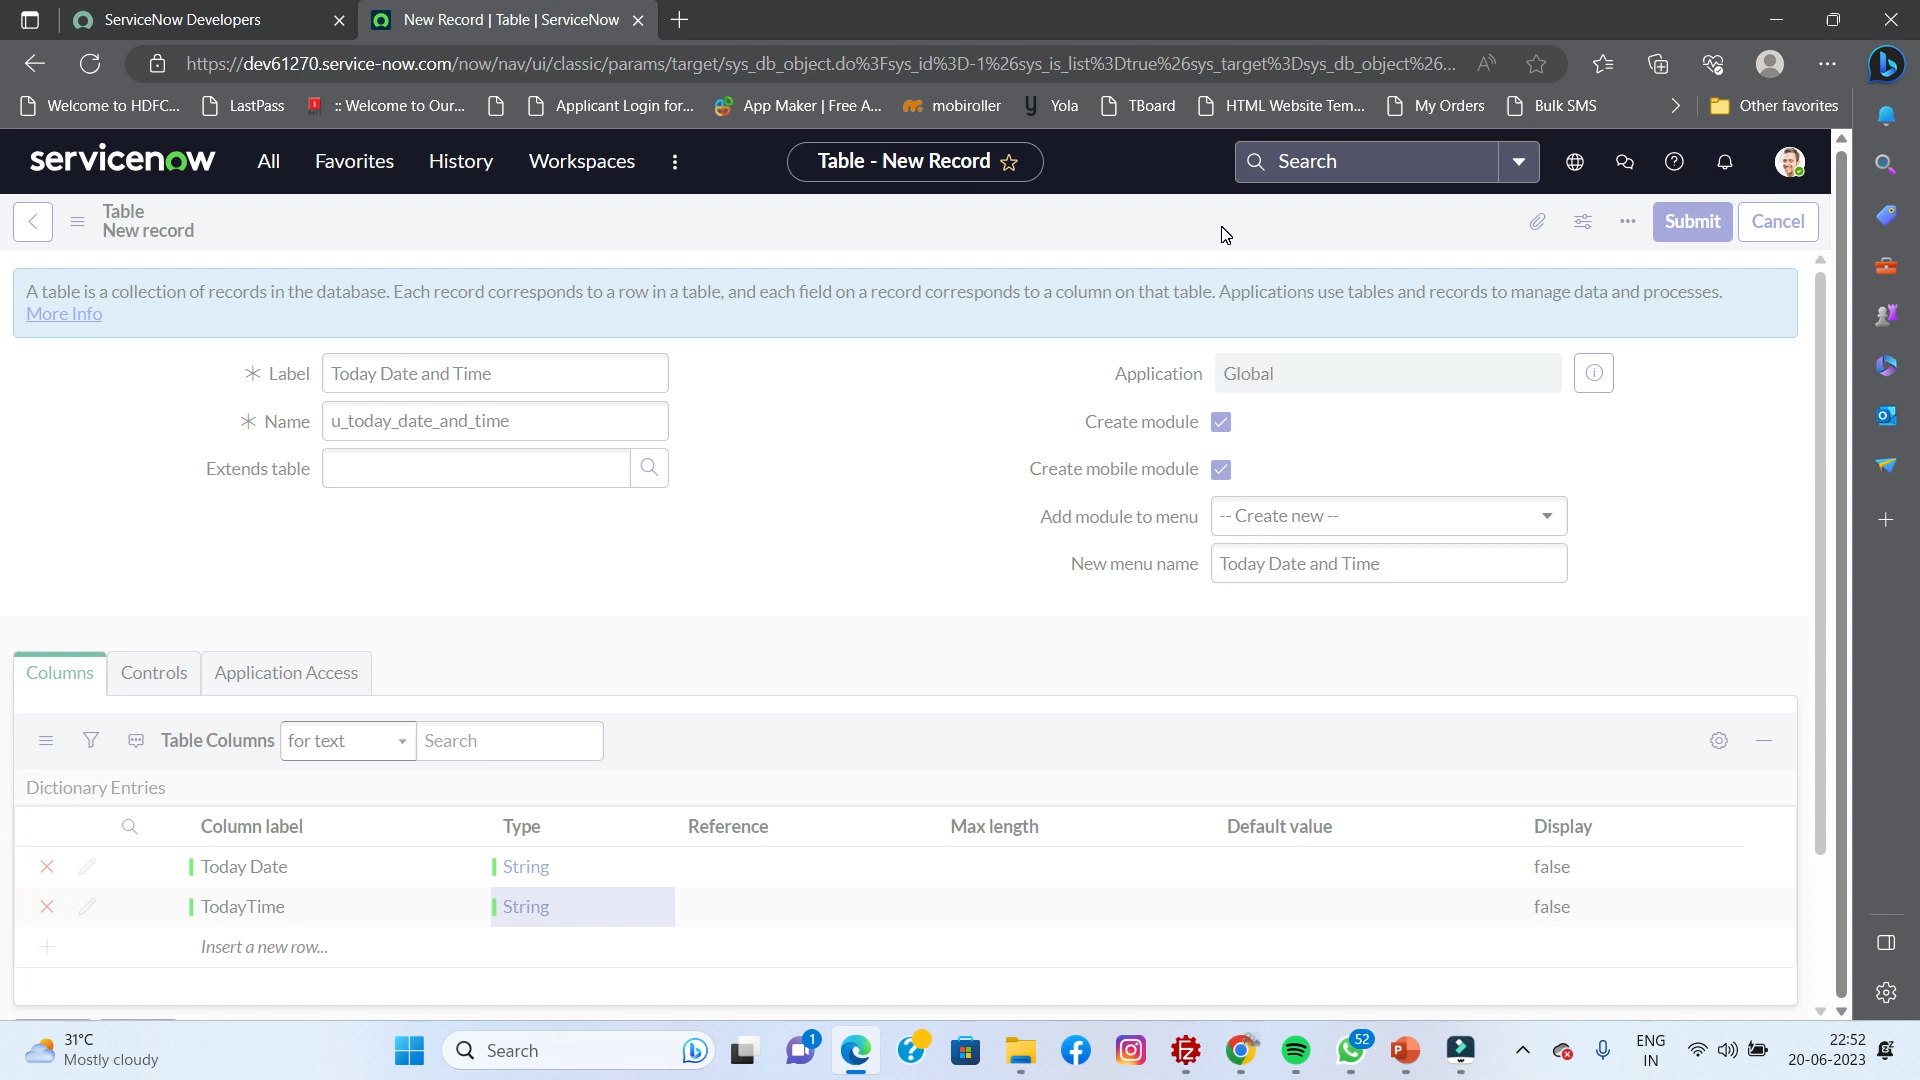 ServiceNow Developers
New Record | Table | ServiceNow
https://dev61270.service-now.com/now/nav/ui/classic/params/target/sys_db_object.do%3Fsys_id%3D-1%26sys_is_list%3Dtrue%26sys_target%3Dsys_db_object%26...
Welcome to HDFC... LastPass :: Welcome to Our... Applicant Login for... App Maker | Free A... mobiroller Yola TBoard HTML Website Tem... My Orders Bulk SMS Other favorites
servicenow All Favorites History Workspaces Table - New Record Search
Table
New record
Submit Cancel
A table is a collection of records in the database. Each record corresponds to a row in a table, and each field on a record corresponds to a column on that table. Applications use tables and records to manage data and processes.
More Info
Label Today Date and Time Application Global
Name u_today_date_and_time Create module
Extends table Create mobile module
Add module to menu -- Create new --
New menu name Today Date and Time
Columns Controls Application Access
Table Columns for text Search
Dictionary Entries
Column label Type Reference Max length Default value Display
Today Date String false
TodayTime String false
Insert a new row...
31°C
Mostly cloudy
Search
1
52
ENG
IN
22:52
20-06-2023